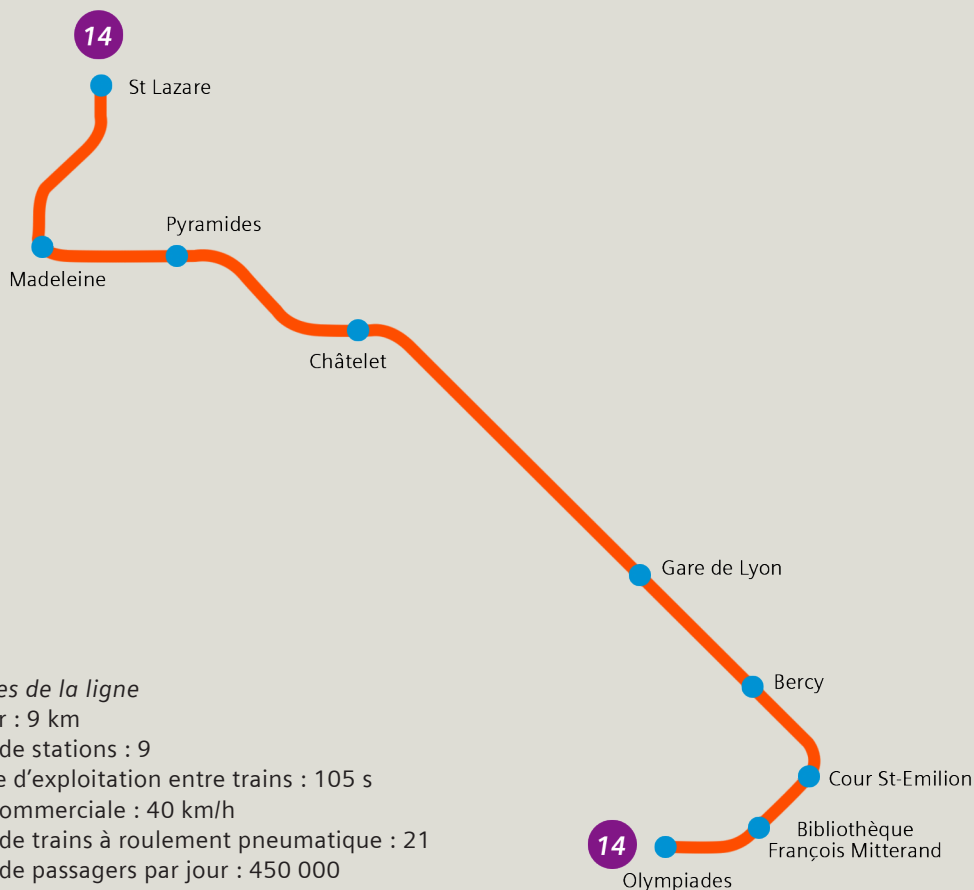 14
St Lazare
Pyramides
Madeleine
Châtelet
Gare de Lyon
es de la ligne
r : 9 km
de stations : 9
e d’exploitation entre trains : 105 s
ommerciale : 40 km/h
de trains à roulement pneumatique : 21
de passagers par jour : 450 000
Bercy
Cour St-Emilion
Bibliothèque
François Mitterand
14
Olympiades